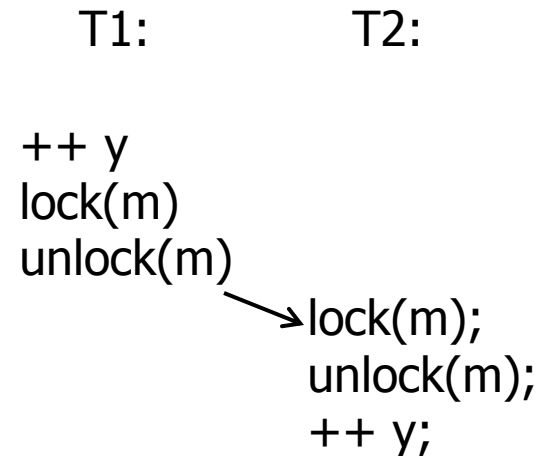 T1: T2:
++ y
lock(m)
unlock(m)
lock(m);
unlock(m);
++ y;